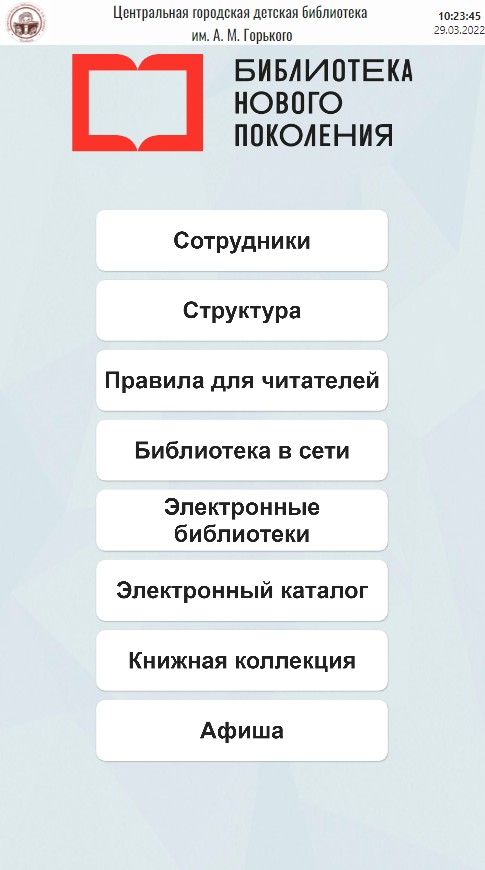 Центральная городская детская библиотека
им. А. М. Горького
10:23:45
29.03.2022
БИБЛИОТЕКА
НОВОГО
ПОКОЛЕНИЯ
Сотрудники
Структура
Правила для читателей
Библиотека в сети
Электронные
библиотеки
Электронный каталог
Книжная коллекция
Афиша